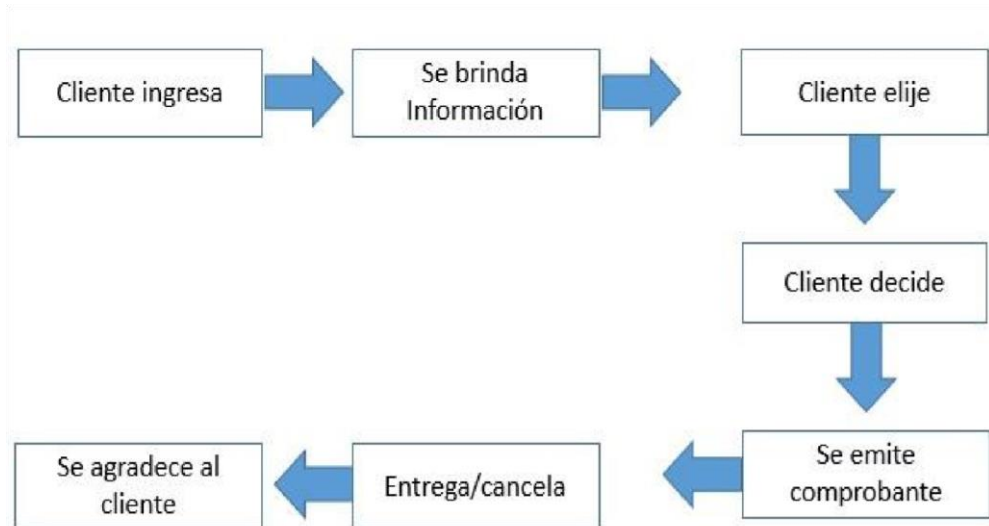 Cliente ingresa
Se brinda
Información
Cliente elije
Cliente decide
Se emite
comprobante
Entrega/cancela
Se agradece al
cliente